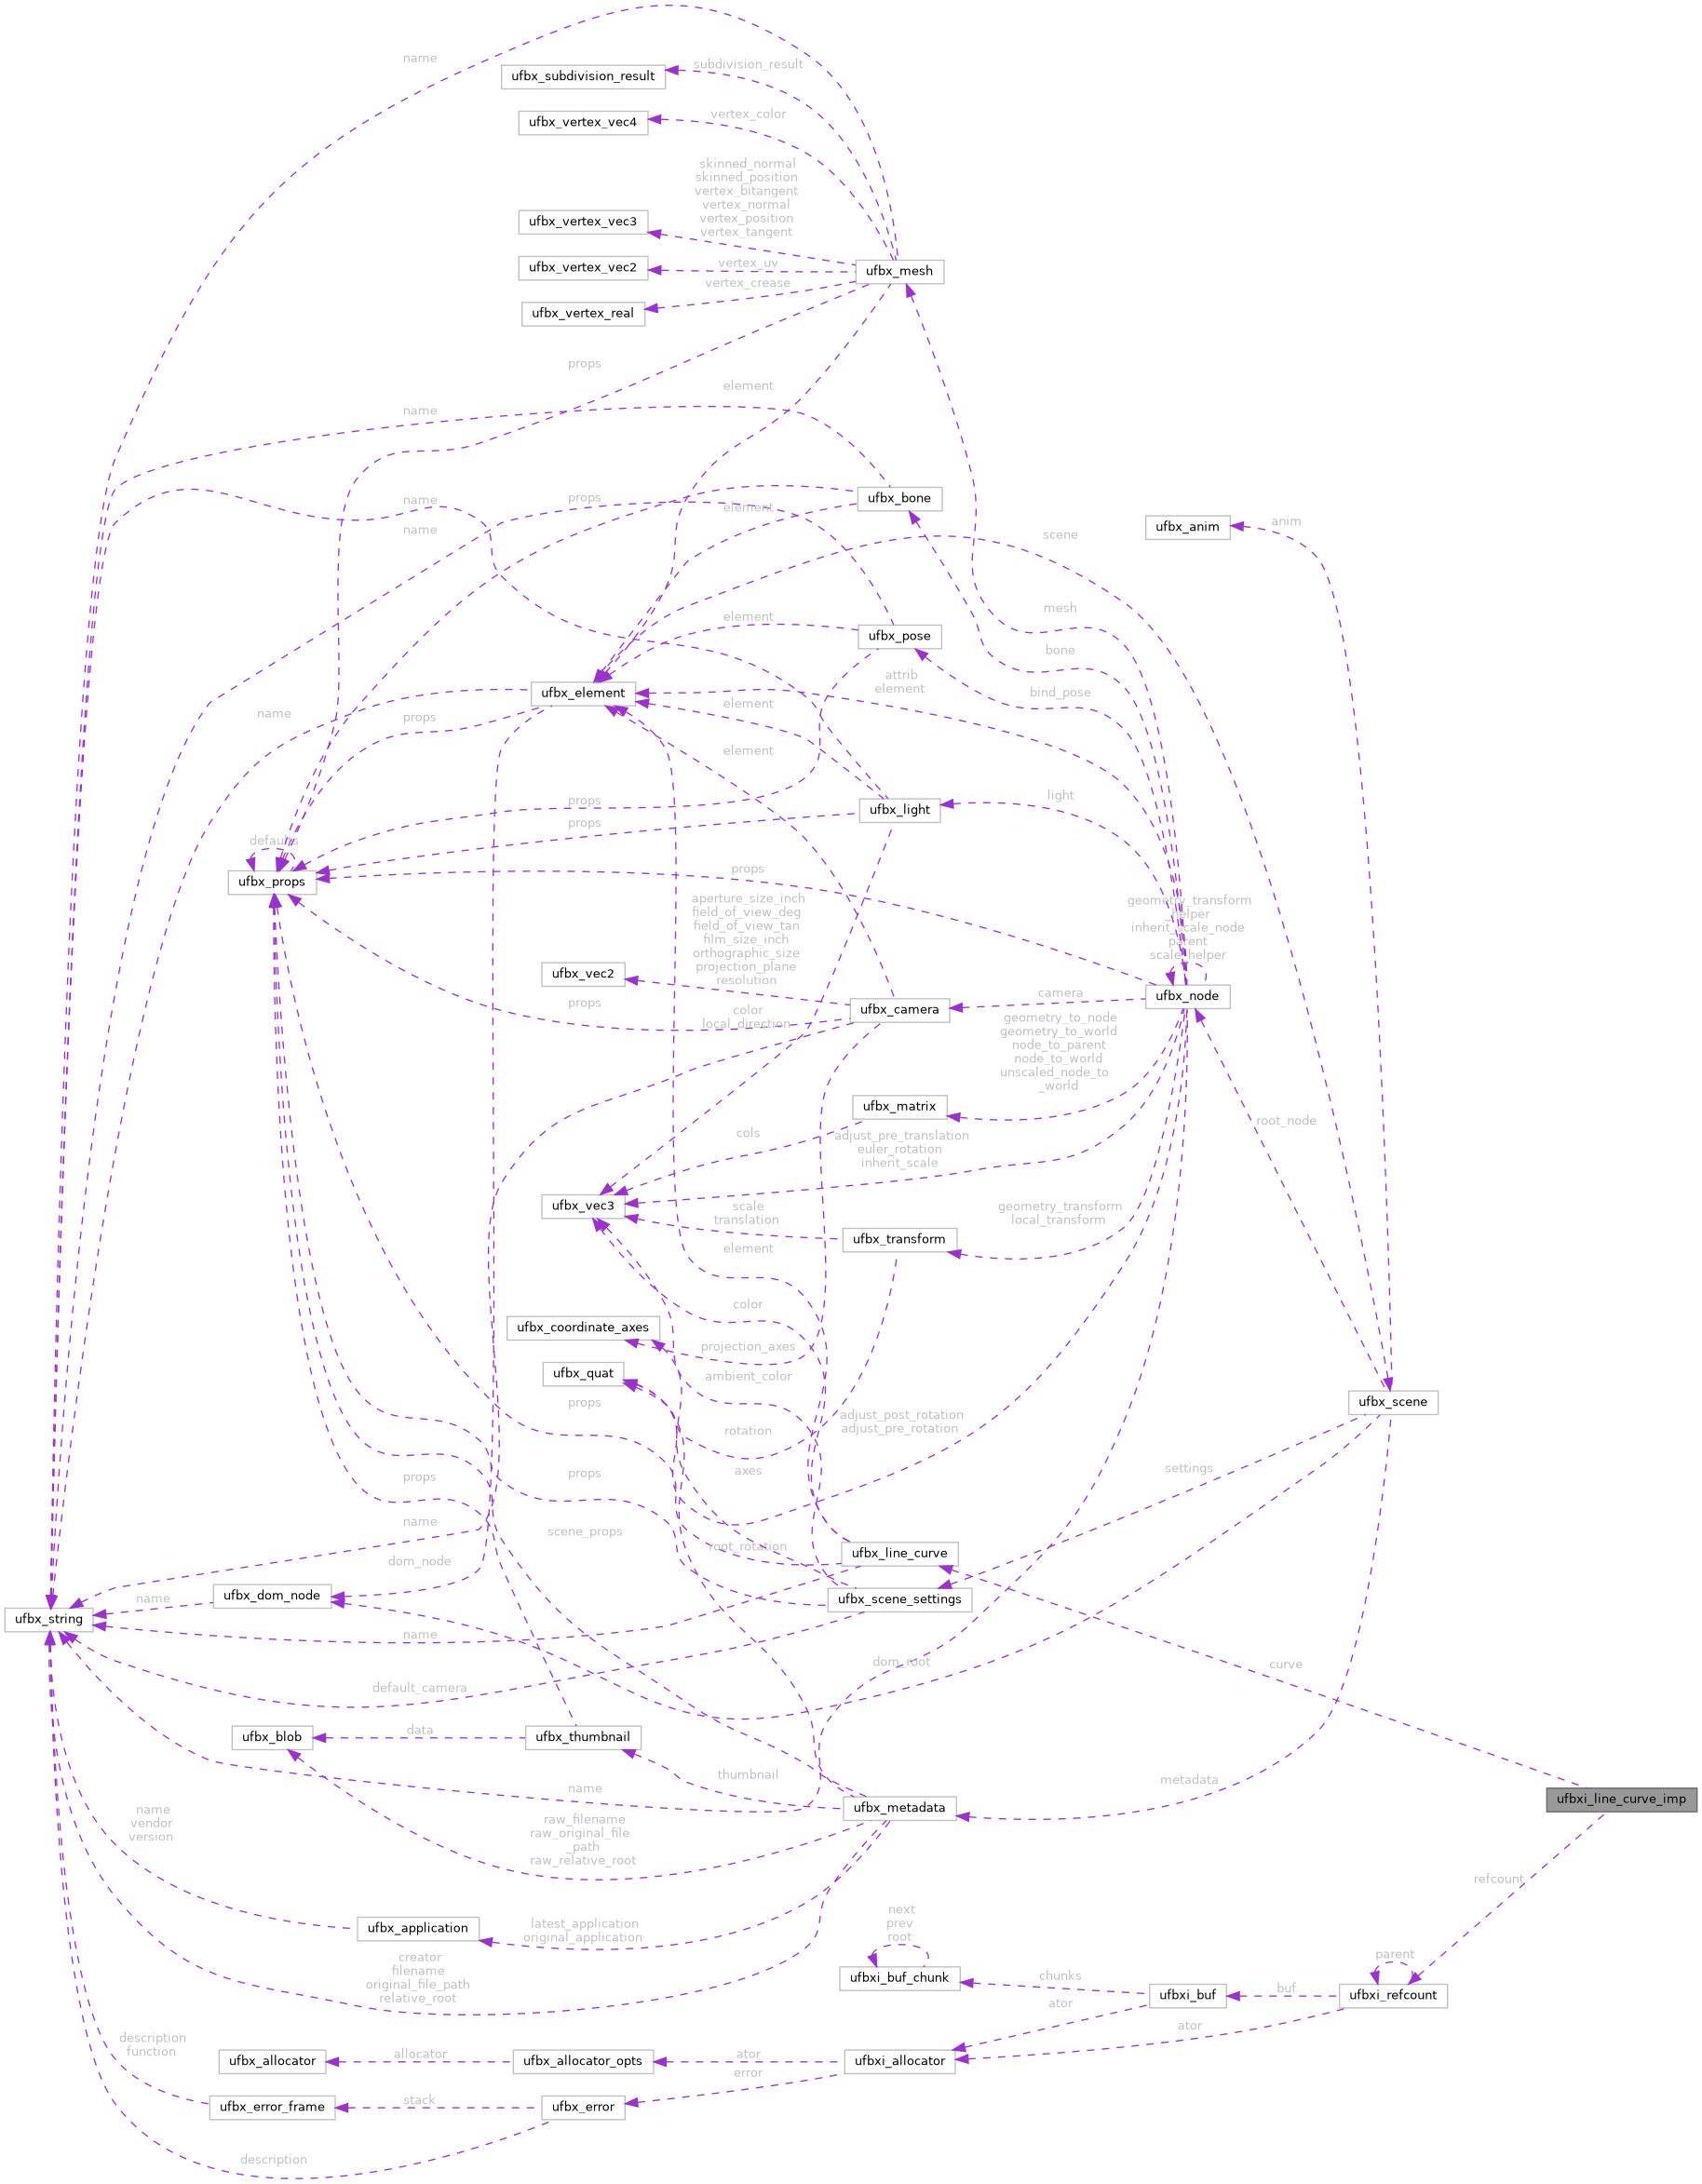 name
subdivision_result
ufbx_subdivision_result
vertex_color
ufbx_vertex_vec4
skinned_normal
skinned_position
vertex_bitangent
vertex_normal
vertex_position
vertex_tangent
ufbx_vertex_vec3
vertex_uv
ufbx_vertex_vec2
ufbx_mesh
vertex_crease
ufbx_vertex_real
props
element
name
name
props
ufbx_bone
element
anim
ufbx_anim
name
scene
mesh
element
ufbx_pose
bone
attrib
element
bind_pose
ufbx_element
name
props
element
element
light
props
ufbx_light
props
defaults
ufbx_props
props
aperture_size_inch
field_of_view_deg
field_of_view_tan
film_size_inch
orthographic_size
projection_plane
resolution
geometry_transform
_helper
inherit_scale_node
parent
scale_helper
ufbx_vec2
camera
ufbx_node
props
color
local_direction
ufbx_camera
geometry_to_node
geometry_to_world
node_to_parent
node_to_world
unscaled_node_to
_world
ufbx_matrix
root_node
cols
adjust_pre_translation
euler_rotation
inherit_scale
ufbx_vec3
scale
translation
geometry_transform
local_transform
ufbx_transform
element
color
ufbx_coordinate_axes
projection_axes
ufbx_quat
ambient_color
props
ufbx_scene
adjust_post_rotation
adjust_pre_rotation
rotation
props
props
axes
settings
name
scene_props
root_rotation
ufbx_line_curve
dom_node
ufbx_dom_node
name
ufbx_scene_settings
ufbx_string
name
dom_root
curve
default_camera
ufbx_blob
data
ufbx_thumbnail
thumbnail
metadata
name
ufbx_metadata
ufbxi_line_curve_imp
name
vendor
version
raw_filename
raw_original_file
_path
raw_relative_root
refcount
ufbx_application
latest_application
original_application
next
prev
root
creator
filename
original_file_path
relative_root
ufbxi_buf_chunk
chunks
ufbxi_buf
buf
parent
ufbxi_refcount
ator
ator
description
function
ufbx_allocator
allocator
ufbx_allocator_opts
ator
ufbxi_allocator
error
ufbx_error_frame
stack
ufbx_error
description